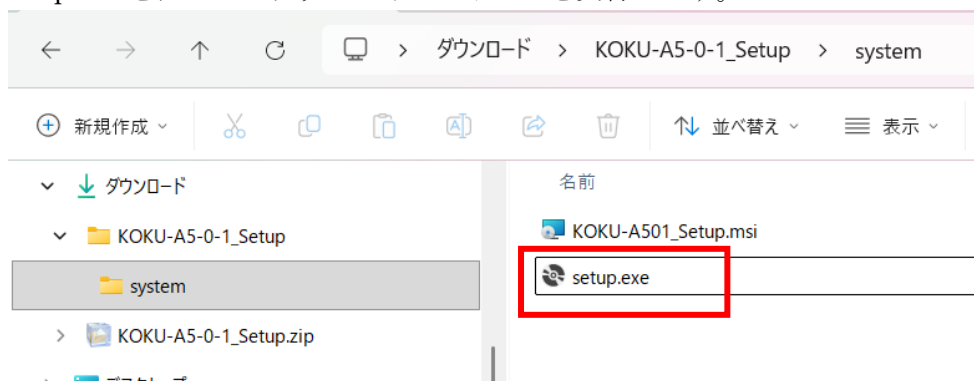 ダウンロード > KOKU-A5-0-1_Setup > system
新規作成 並べ替え 表示
ダウンロード
名前
KOKU-A5-0-1_Setup
KOKU-A501_Setup.msi
system
setup.exe
KOKU-A5-0-1_Setup.zip